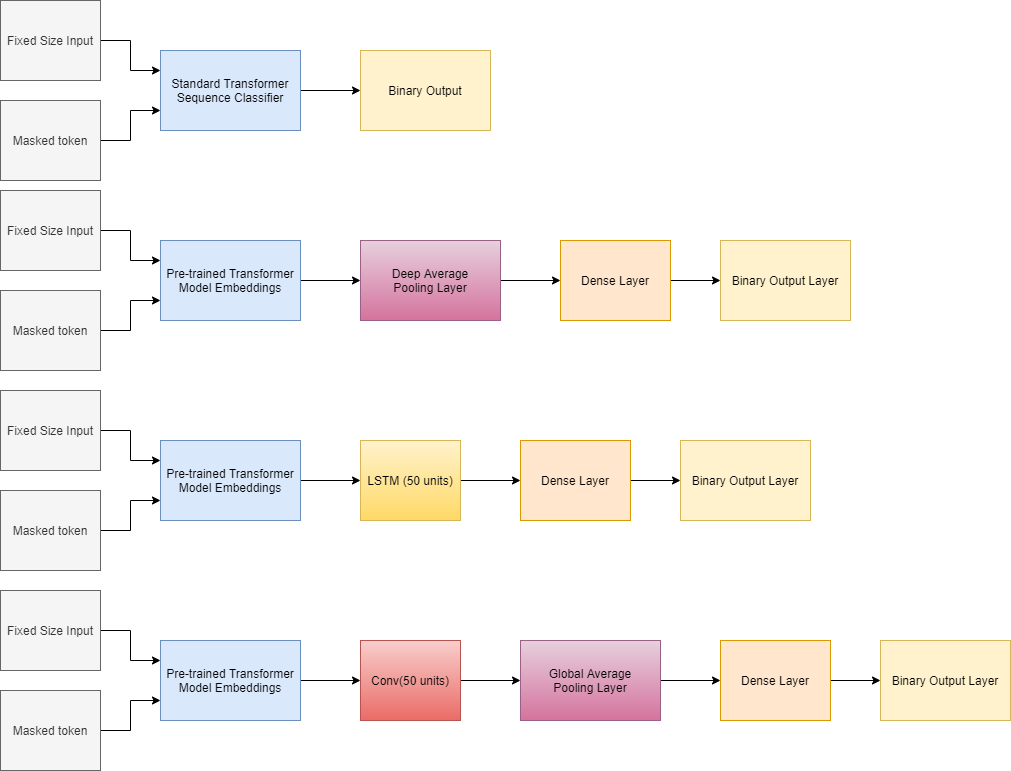 Fixed Size Input
Masked token
Standard Transformer
Sequence Classifier
Binary Output
Fixed Size Input
Masked token
Pre-trained Transformer
Model Embeddings
Deep Average
Pooling Layer
Dense Layer
Binary Output Layer
Fixed Size Input
Masked token
Pre-trained Transformer
Model Embeddings
LSTM (50 units)
Dense Layer
Binary Output Layer
Fixed Size Input
Masked token
Pre-trained Transformer
Model Embeddings
Conv(50 units)
Global Average
Pooling Layer
Dense Layer
Binary Output Layer